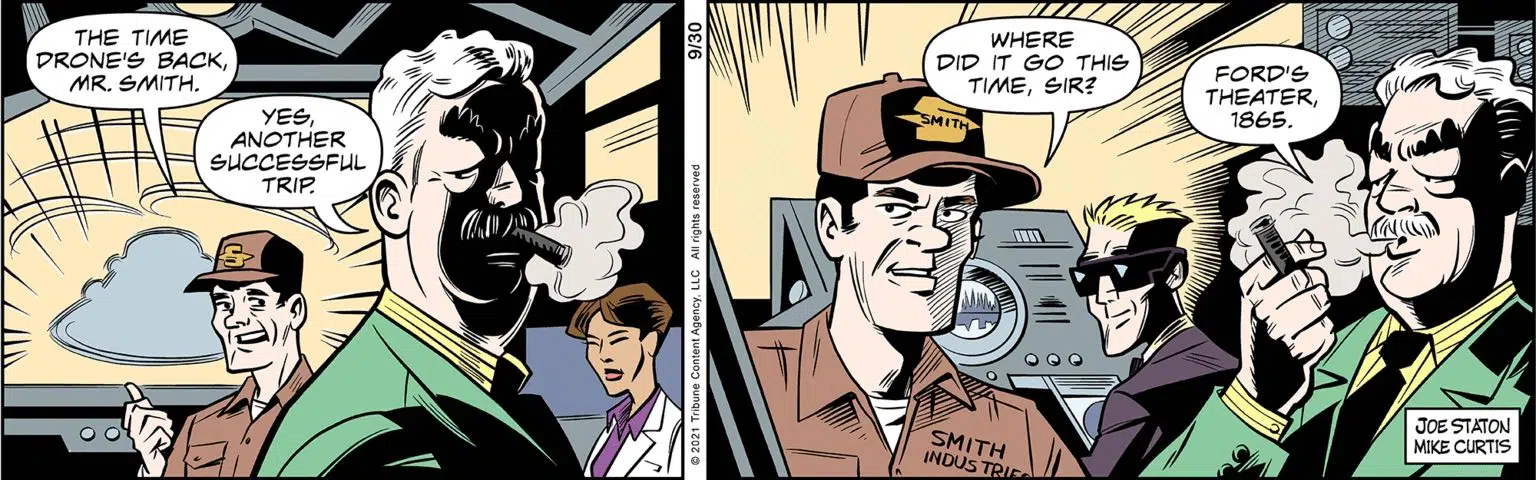 THE TIME
DRONE'S BACK,
MR. SMITH.
YES,
ANOTHER
SUCCESSFUL
TRIP.
S
© 2021 Tribune Content Agency, LLC All rights reserved
9/30
WHERE
DID IT GO THIS
TIME, SIR?
FORD'S
THEATER,
1865.
SMITH
SMITH
INDUSTRIES
JOE STATON
MIKE CURTIS